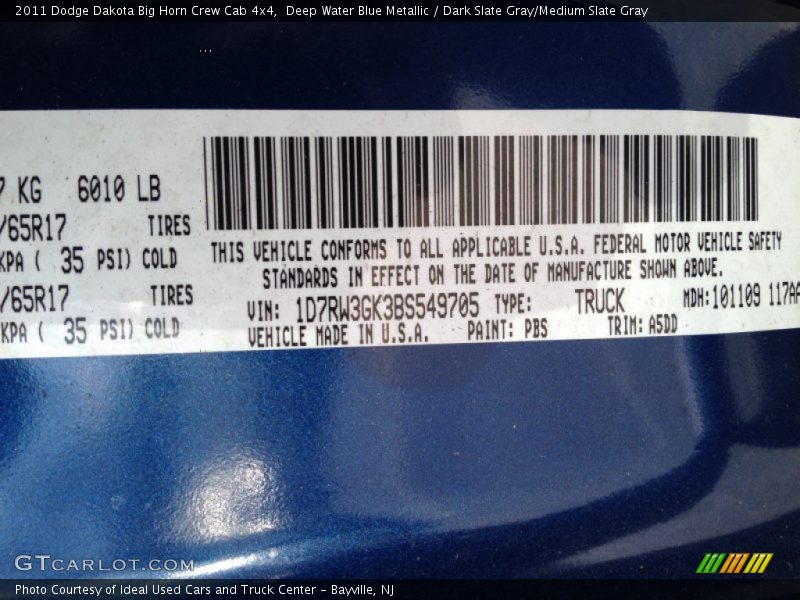 2011 Dodge Dakota Big Horn Crew Cab 4x4, Deep Water Blue Metallic / Dark Slate Gray/Medium Slate Gray
7 KG 6010 LB
/65R17 TIRES
KPA ( 35 PSI) COLD
/65R17 TIRES
KPA ( 35 PSI) COLD
THIS VEHICLE CONFORMS TO ALL APPLICABLE U.S.A. FEDERAL MOTOR VEHICLE SAFETY
STANDARDS IN EFFECT ON THE DATE OF MANUFACTURE SHOWN ABOVE.
VIN: 1D7RW3GK3BS549705 TYPE: TRUCK MDH:101109 117AA
VEHICLE MADE IN U.S.A. PAINT: PBS TRIM: A5DD
GTCARLOT.COM
Photo Courtesy of Ideal Used Cars and Truck Center - Bayville, NJ